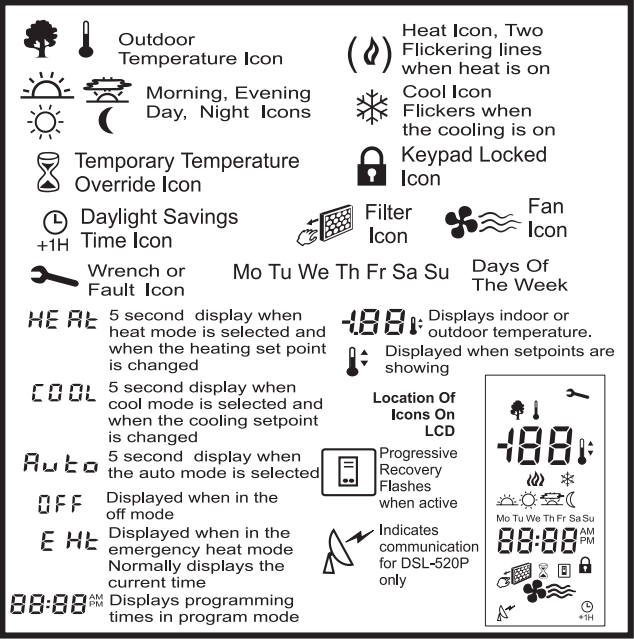 Outdoor
Temperature Icon
Heat Icon, Two
Flickering lines
when heat is on
Morning, Evening
Day, Night Icons
Cool Icon
Flickers when
the cooling is on
Temporary Temperature
Override Icon
Keypad Locked
Icon
+1H
Daylight Savings
Time Icon
Filter
Icon
Fan
Icon
Wrench or
Fault Icon
Mo Tu We Th Fr Sa Su
Days Of
The Week
HE At
5 second display when
heat mode is selected and
when the heating set point
is changed
-188
Displays indoor or
outdoor temperature.
Displayed when setpoints are
showing
COOL
5 second display when
cool mode is selected and
when the cooling setpoint
is changed
Location Of
Icons On
LCD
Auto
5 second display when
the auto mode is selected
Progressive
Recovery
Flashes
when active
OFF
Displayed when in the
off mode
E Ht
Displayed when in the
emergency heat mode
Normally displays the
current time
Indicates
communication
for DSL-520P
only
88:88 AM
PM
Displays programming
times in program mode
-188
Mo Tu We Th Fr Sa Su
88:88 AM
PM
+1H